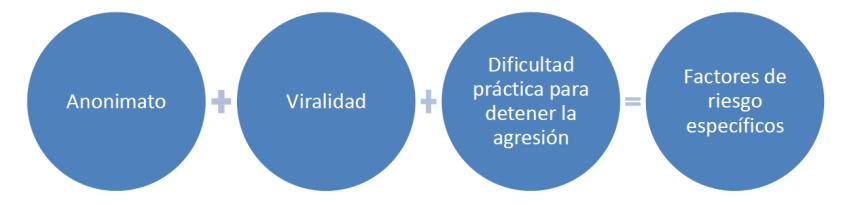 Anonimato
+
Viralidad
+
Dificultad
práctica para
detener la
agresión
=
Factores de
riesgo
específicos